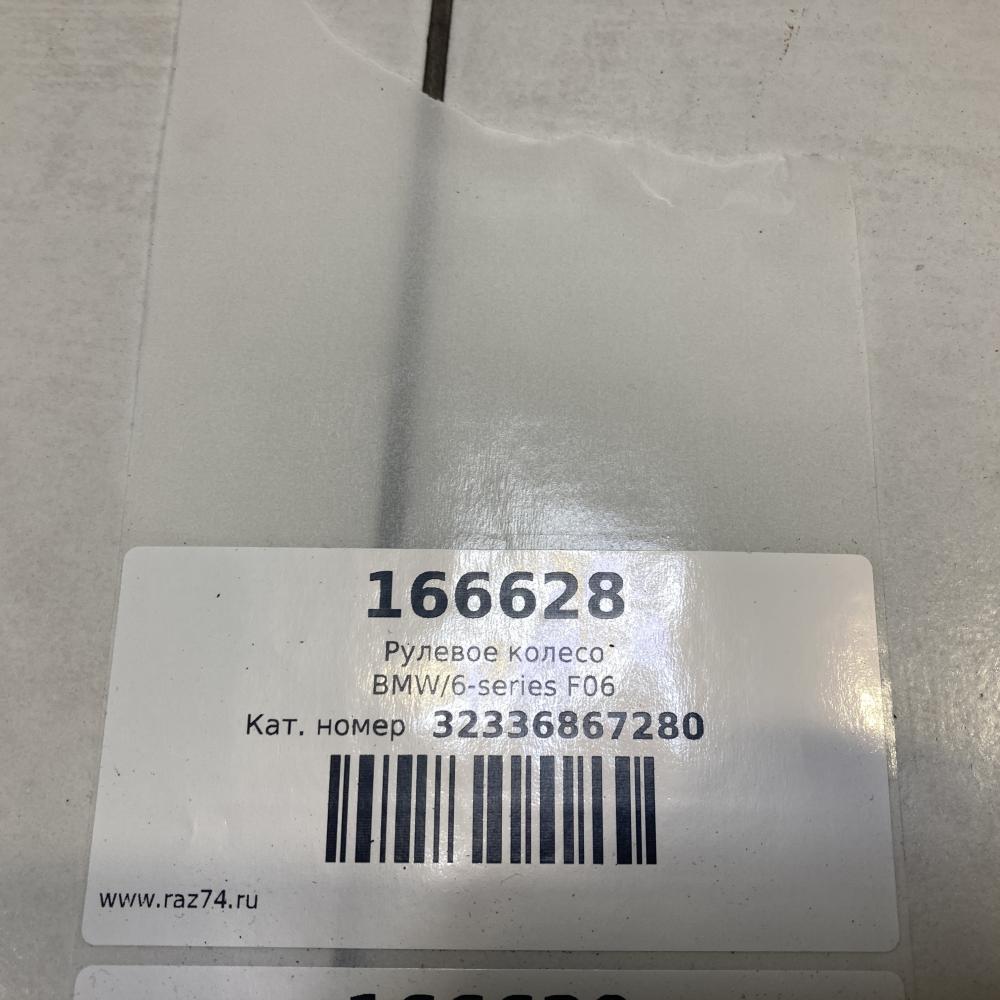 166628
Рулевое колесо
BMW/6-series F06
Кат. номер 32336867280
www.raz74.ru